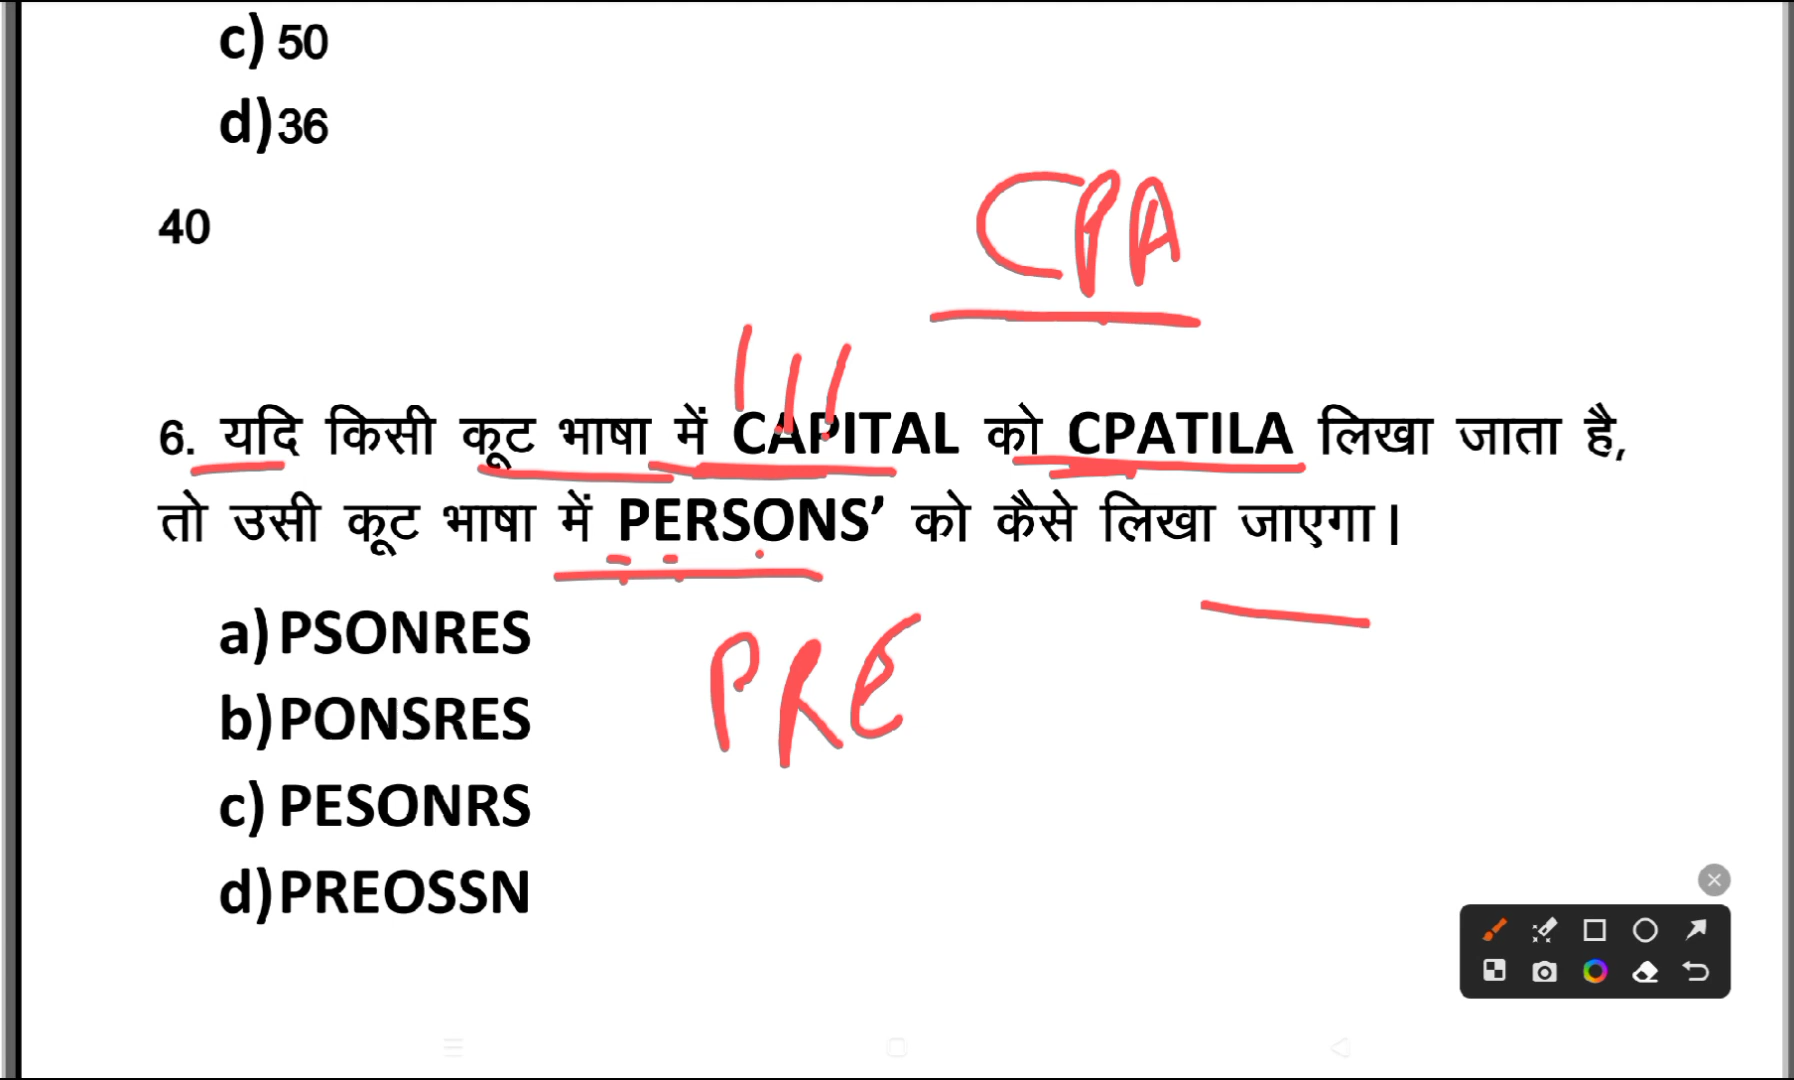 c) 50
d) 36
40
CPA
6. यदि किसी कूट भाषा में CAPITAL को CPATILA लिखा जाता है,
तो उसी कूट भाषा में PERSONS’ को कैसे लिखा जाएगा।
a) PSONRES
PRE
b) PONSRES
c) PESONRS
d) PREOSSN